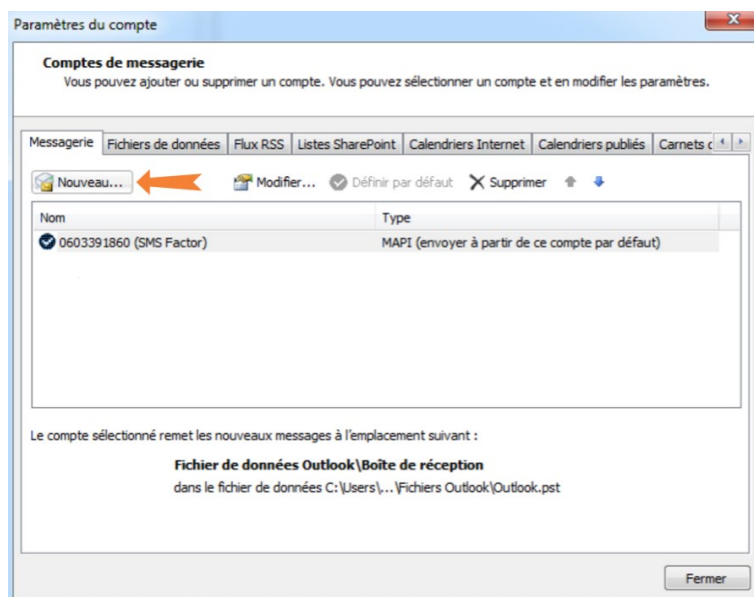 Paramètres du compte
Comptes de messagerie
Vous pouvez ajouter ou supprimer un compte. Vous pouvez sélectionner un compte et en modifier les paramètres.
Messagerie Fichiers de données Flux RSS Listes SharePoint Calendriers Internet Calendriers publiés Carnets
Nouveau... Modifier... Définir par défaut Supprimer
Nom Type
0603391860 (SMS Factor) MAPI (envoyer à partir de ce compte par défaut)
Le compte sélectionné remet les nouveaux messages à l'emplacement suivant :
Fichier de données Outlook\Boîte de réception
dans le fichier de données C:\Users\...\Fichiers Outlook\Outlook.pst
Fermer